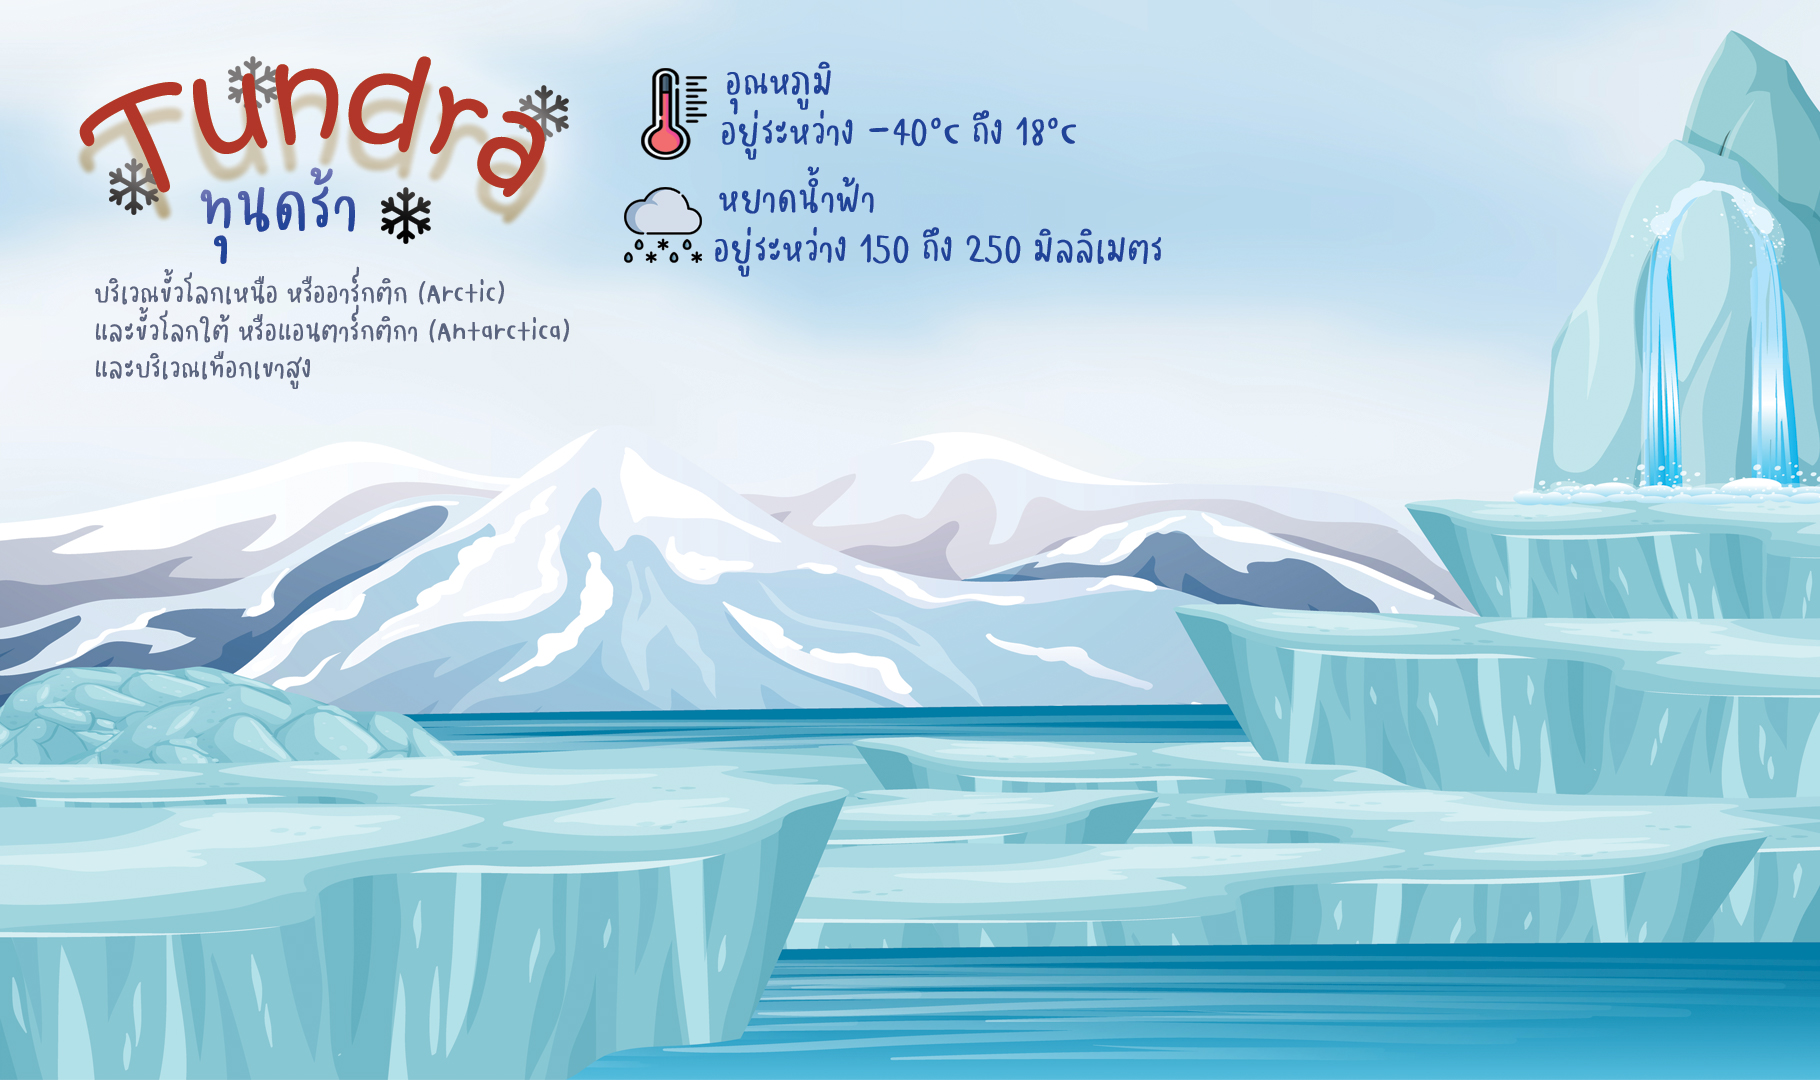 Tundra
ทุนดร้า
บริเวณขั้วโลกเหนือ หรืออาร์กติก (Arctic)
และขั้วโลกใต้ หรือแอนตาร์กติกา (Antarctica)
และบริเวณเทือกเขาสูง
อุณหภูมิ
อยู่ระหว่าง -40°c ถึง 18°c
หยาดน้ำฟ้า
อยู่ระหว่าง 150 ถึง 250 มิลลิเมตร